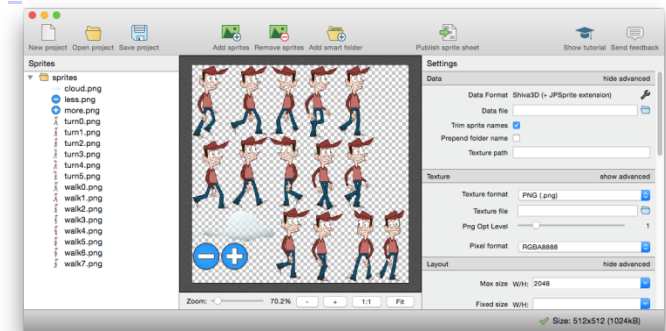 New project Open project Save project Add sprites Remove sprites Add smart folder Publish sprite sheet Show tutorial Send feedback
Sprites
sprites
cloud.png
less.png
more.png
turn0.png
turn1.png
turn2.png
turn3.png
turn4.png
turn5.png
walk0.png
walk1.png
walk2.png
walk3.png
walk4.png
walk5.png
walk6.png
walk7.png
Zoom: 70.2% - + 1:1 Fit
Settings
Data hide advanced
Data Format Shiva3D (+ JPSprite extension)
Data file
Trim sprite names
Prepend folder name
Texture path
Texture show advanced
Texture format PNG (.png)
Texture file
Png Opt Level 1
Pixel format RGBA8888
Layout hide advanced
Max size W/H: 2048
Fixed size W/H:
Size: 512x512 (1024kB)